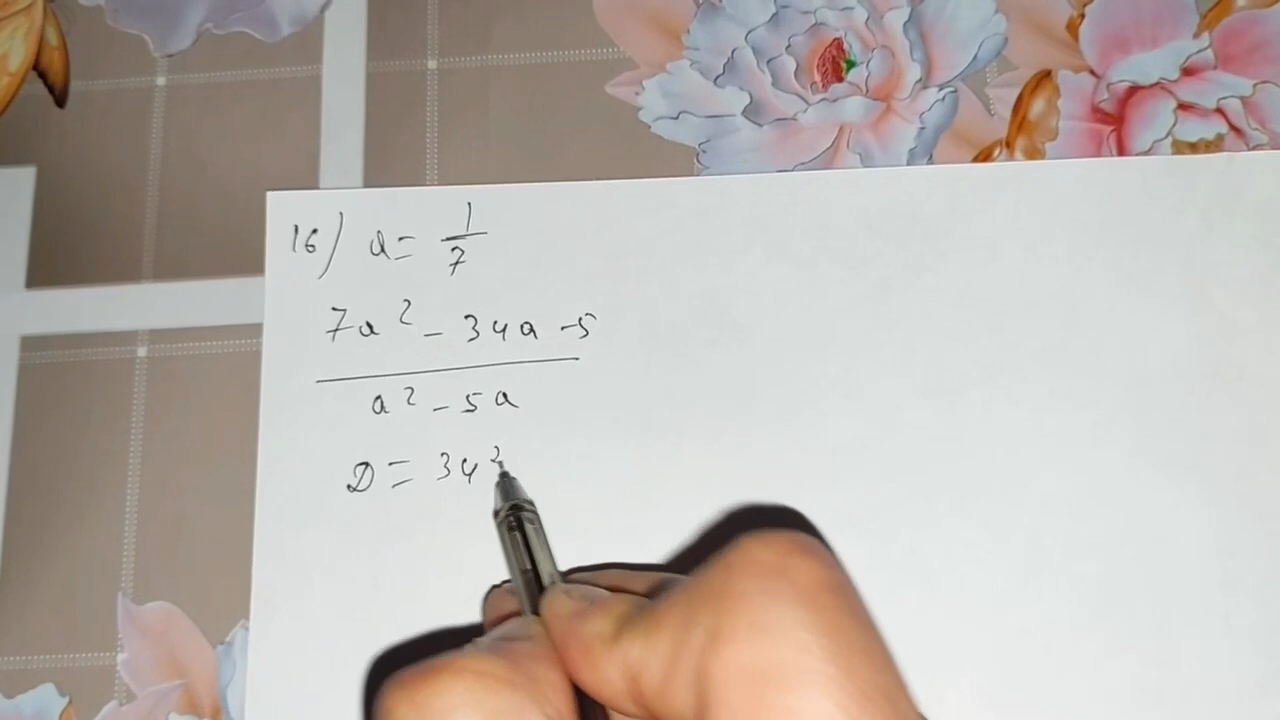 16) a = 1/7
7a² - 34a - 5
a² - 5a
D = 34²